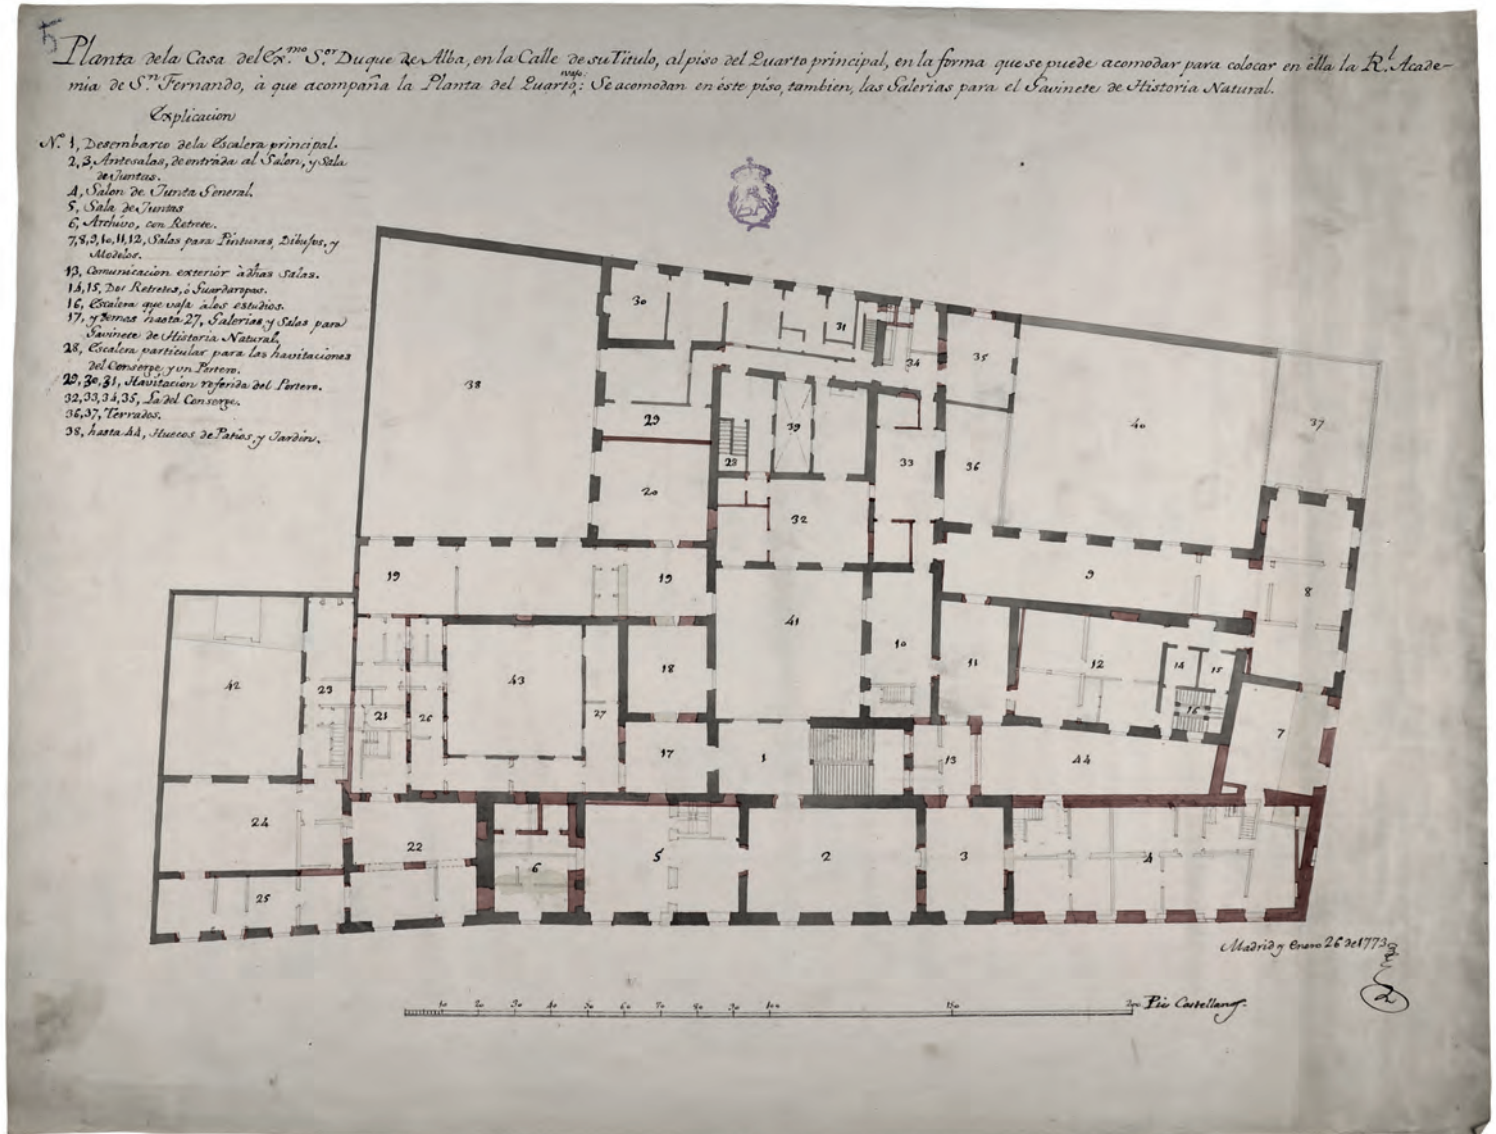 5
Planta dela Casa del Ex.mo S.or Duque de Alba, en la Calle de su Titulo, al piso del Quarto principal, en la forma que se puede acomodar para colocar en èlla la R.l Acade-
mia de S.n Fernando, à que acompaña la Planta del Quarto vajo: Se acomodan en èste piso, tambien, las Galerias para el Gavinete de Historia Natural.
Explicacion
N.º 1, Desembarco dela Escalera principal.
2, 3, Antesalas, de entrada al Salon, y Sala
de Juntas.
4, Salon de Junta General.
5, Sala de Juntas
6, Archivo, con Retrete.
7,8,9,10,11,12, Salas para Pinturas, Dibujos, y
Modelos.
13, Comunicacion exterior à dhas Salas.
14,15, Dos Retretes, ò Guardaropas.
16, Escalera que vaja à los estudios.
17, y demas hasta 27, Galerias, y Salas para
Gavinete de Historia Natural.
28, Escalera particular para las havitaciones
del Conserge, y un Portero.
29,30,31, Havitacion referida del Portero.
32,33,34,35, La del Conserge.
36,37, Terrados.
38, hasta 44, Huecos de Patios, y Jardin.
30
31
34
35
38
29
28
39
33
36
40
37
20
32
19
19
9
8
41
18
10
11
12
14
15
16
42
23
21
26
43
27
17
1
13
44
7
24
22
25
6
5
2
3
4
Madrid y Enero 26 de 1773
10 20 30 40 50 60 70 80 90 100 150 200 Pies Castellanos.